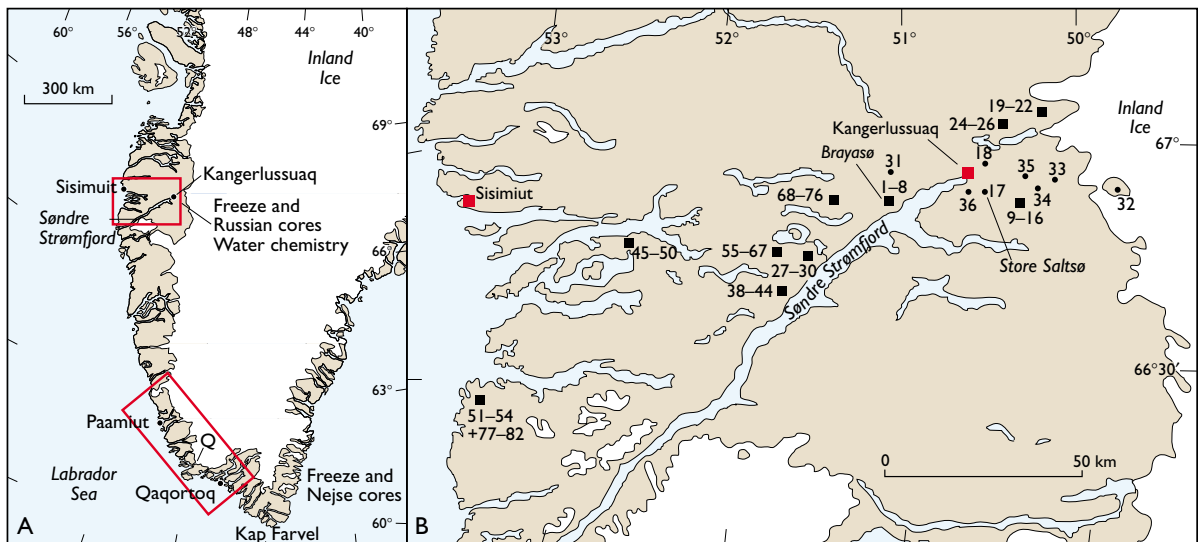 60°
56°
52°
48°
40°
Inland
Ice
300 km
69°
Sisimuit
Kangerlussuaq
Freeze and
Russian cores
Water chemistry
Søndre
Strømfjord
66°
63°
Paamiut
Q
Labrador
Sea
Qaqortoq
Freeze and
Nejse cores
Kap Farvel
60°
A
53°
52°
51°
50°
Inland
Ice
67°
19–22
24–26
Kangerlussuaq
18
Brayasø
31
35
33
Sisimiut
68–76
1–8
36
17
34
9–16
32
45–50
55–67
27–30
Store Saltsø
38–44
Søndre Strømfjord
66°30′
51–54
+77–82
0
50 km
B